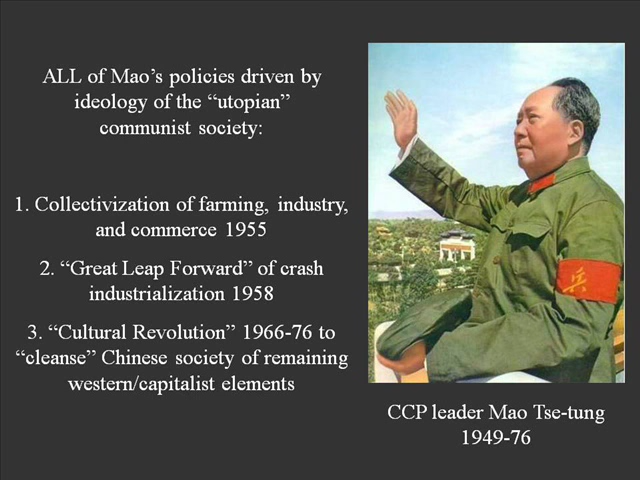 ALL of Mao’s policies driven by
ideology of the “utopian”
communist society:
1. Collectivization of farming, industry,
and commerce 1955
2. “Great Leap Forward” of crash
industrialization 1958
3. “Cultural Revolution” 1966-76 to
“cleanse” Chinese society of remaining
western/capitalist elements
兵
CCP leader Mao Tse-tung
1949-76